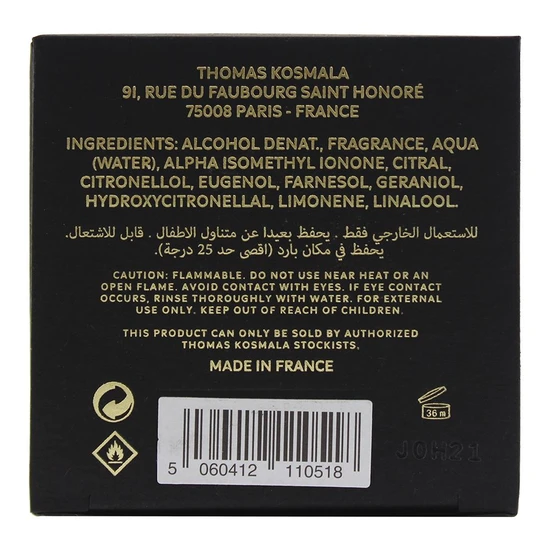 THOMAS KOSMALA
91, RUE DU FAUBOURG SAINT HONORÉ
75008 PARIS - FRANCE
INGREDIENTS: ALCOHOL DENAT., FRAGRANCE, AQUA
(WATER), ALPHA ISOMETHYL IONONE, CITRAL,
CITRONELLOL, EUGENOL, FARNESOL, GERANIOL,
HYDROXYCITRONELLAL, LIMONENE, LINALOOL.
للاستعمال الخارجي فقط . يحفظ بعيدا عن متناول الاطفال . قابل للاشتعال.
يحفظ في مكان بارد (اقصى حد 25 درجة).
CAUTION: FLAMMABLE. DO NOT USE NEAR HEAT OR AN
OPEN FLAME. AVOID CONTACT WITH EYES. IF EYE CONTACT
OCCURS, RINSE THOROUGHLY WITH WATER. FOR EXTERNAL
USE ONLY. KEEP OUT OF REACH OF CHILDREN.
THIS PRODUCT CAN ONLY BE SOLD BY AUTHORIZED
THOMAS KOSMALA STOCKISTS.
MADE IN FRANCE
36 m
JOH21
5 060412 110518